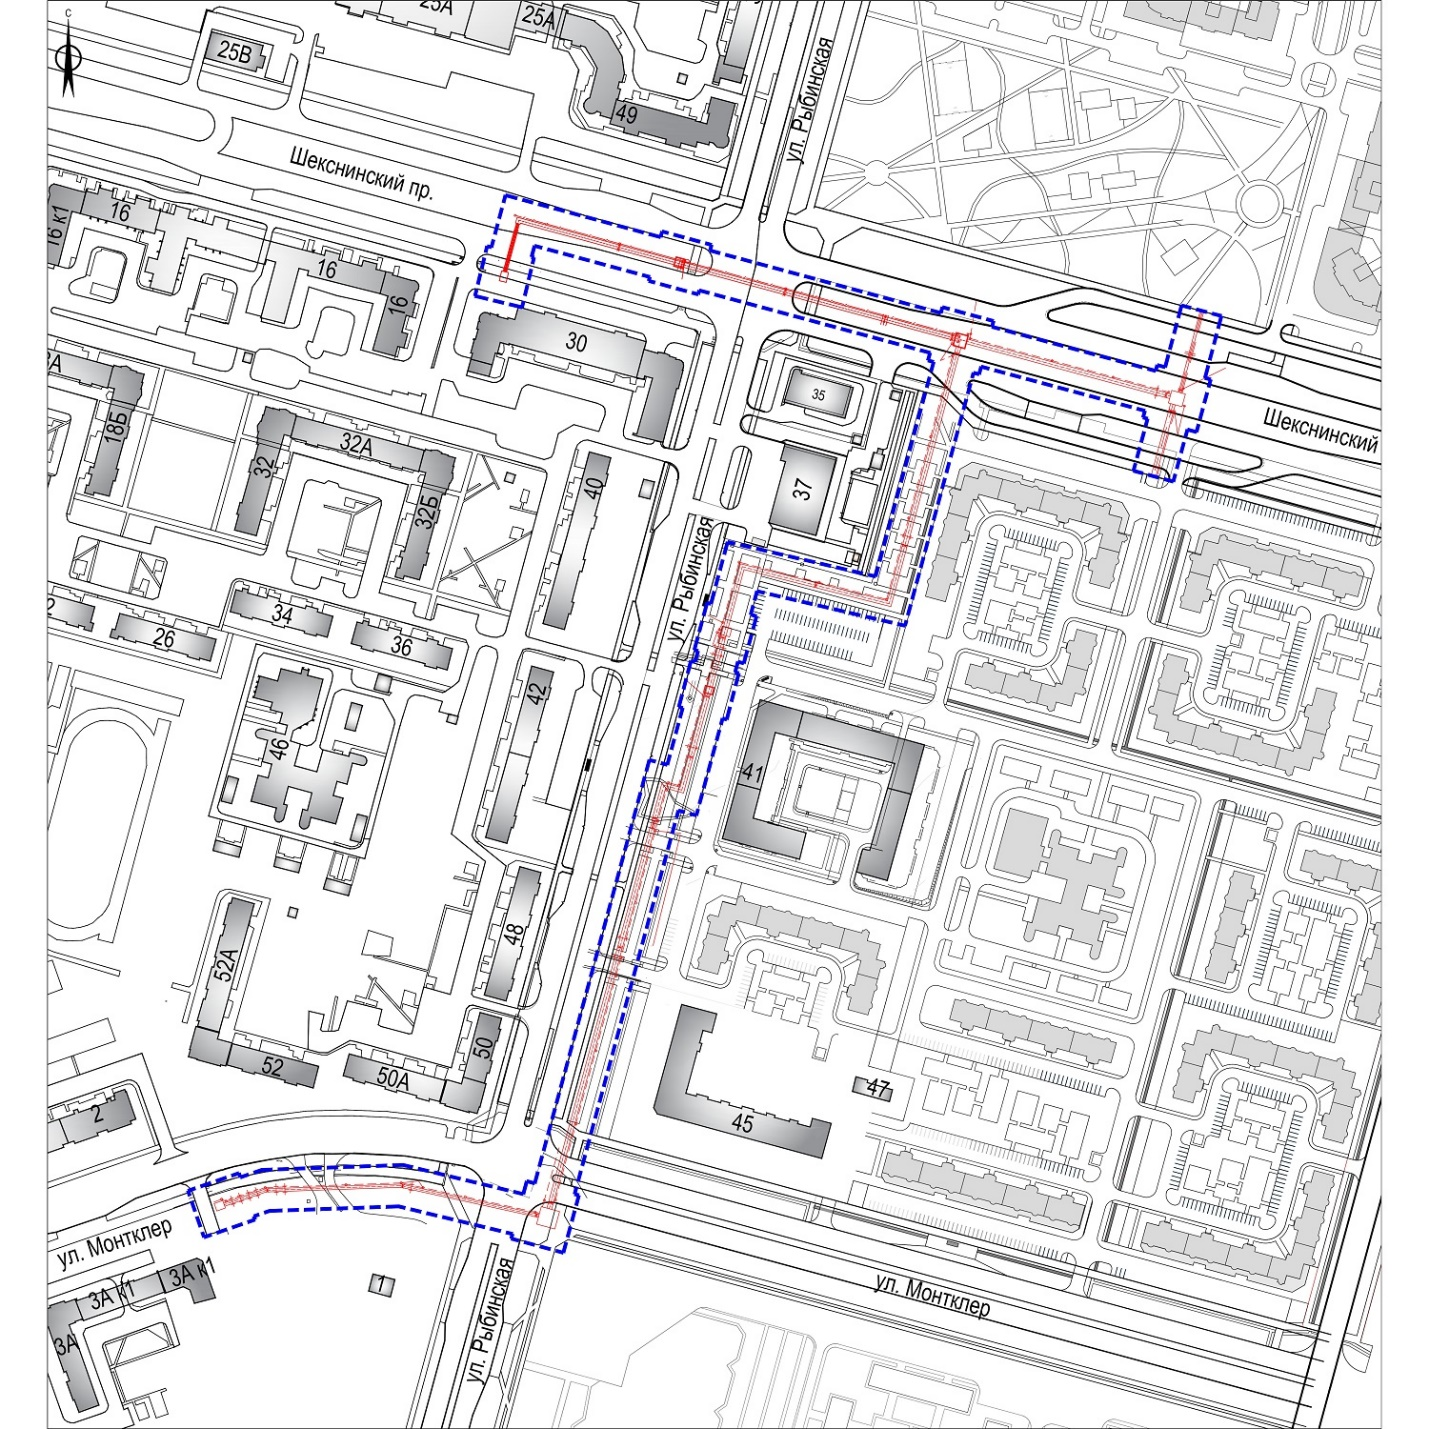 С
25А
25А
25В
49
ул. Рыбинская
Шекснинский пр.
16 к1
16
16
16
30
35
18Б
32
32А
32Б
40
37
Шекснинский
ул. Рыбинская
34
26
36
42
46
41
48
52А
52
50А
50
2
45
47
ул. Монтклер
3А к1
3А к1
3А
1
ул. Рыбинская
ул. Монтклер